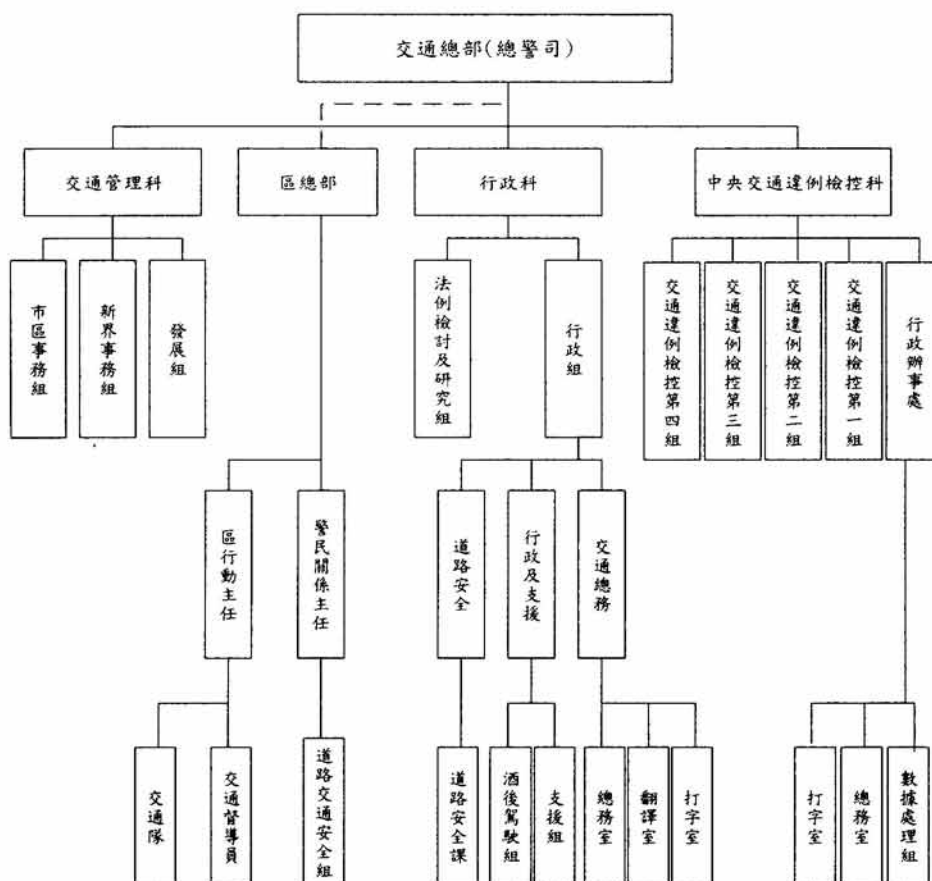 交通總部(總警司)
交通管理科
區總部
行政科
中央交通違例檢控科
市區事務組
新界事務組
發展組
法例檢討及研究組
行政組
交通違例檢控第四組
交通違例檢控第三組
交通違例檢控第二組
交通違例檢控第一組
行政辦事處
區行動主任
警民關係主任
道路安全
行政及支援
交通總務
交通隊
交通督導員
道路交通安全組
道路安全課
酒後駕駛組
支援組
總務室
翻譯室
打字室
打字室
總務室
數據處理組